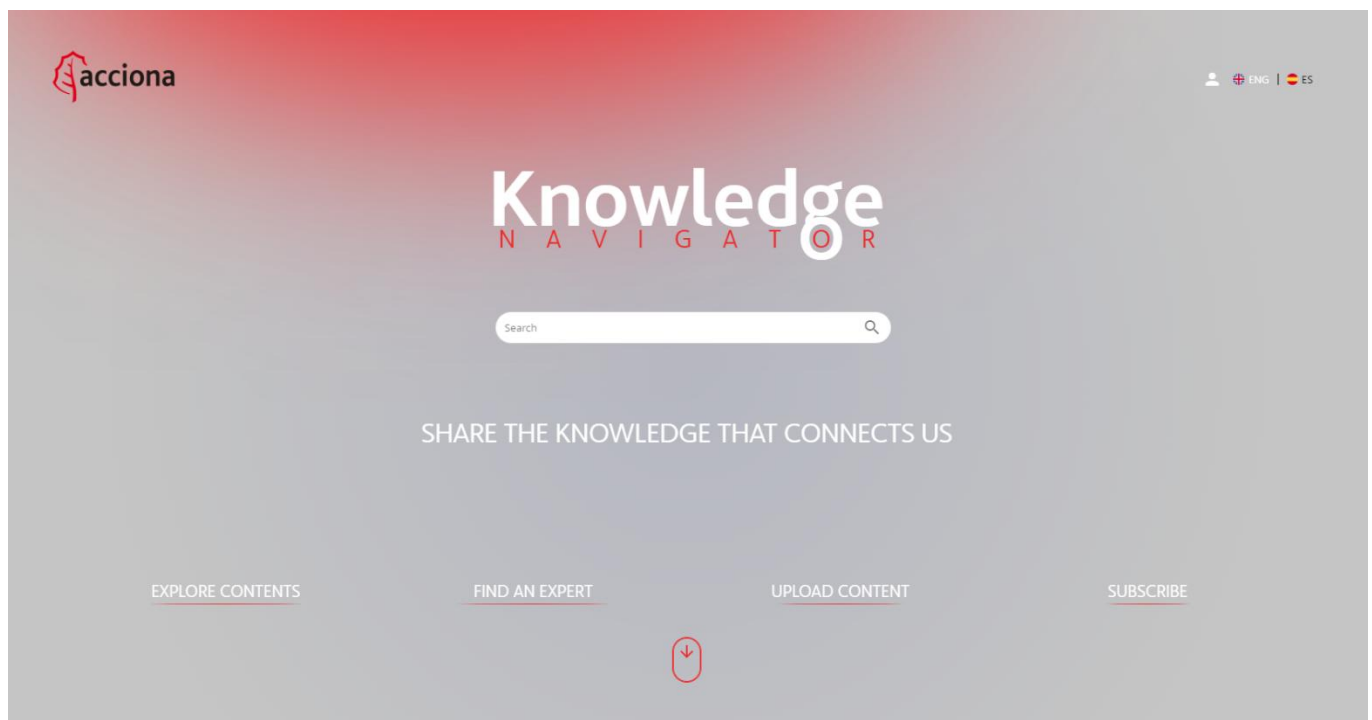 acciona
ENG | ES
Knowledge
NAVIGATOR
Search
SHARE THE KNOWLEDGE THAT CONNECTS US
EXPLORE CONTENTS
FIND AN EXPERT
UPLOAD CONTENT
SUBSCRIBE